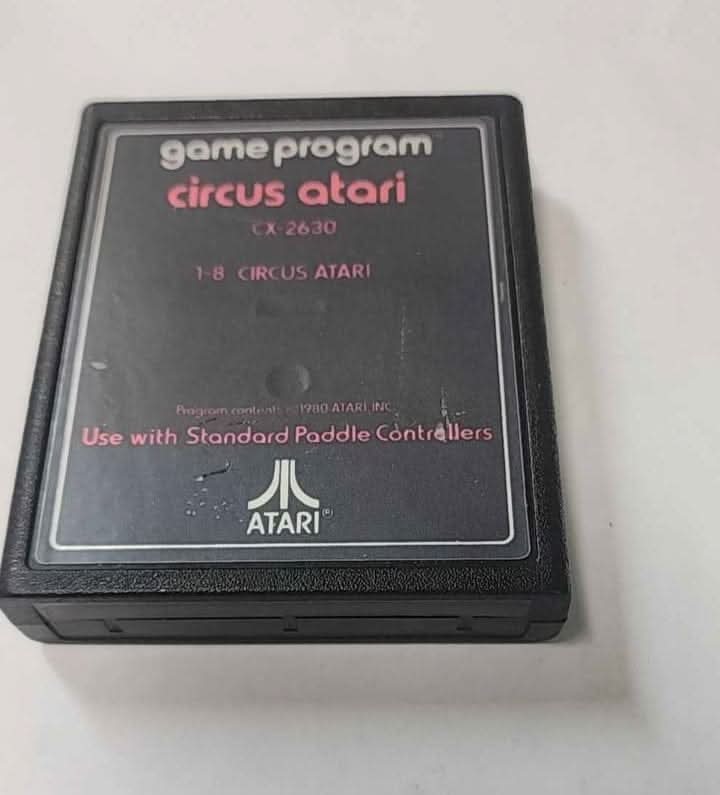 game program™
circus atari
CX-2630
1-8 CIRCUS ATARI
Program contents ©1980 ATARI, INC.
Use with Standard Paddle Controllers
ATARI®